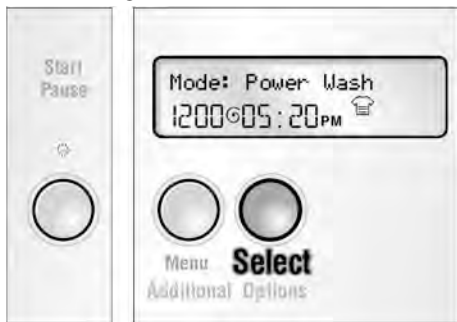 Start
Pause
Mode: Power Wash
1200 05:20PM
Menu Select
Additional Options